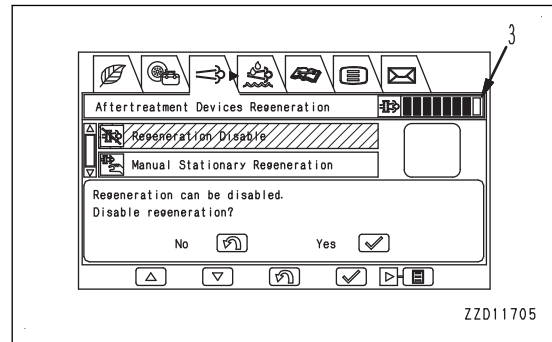 3
Aftertreatment Devices Regeneration
Regeneration Disable
Manual Stationary Regeneration
Regeneration can be disabled.
Disable regeneration?
No Yes
ZZD11705